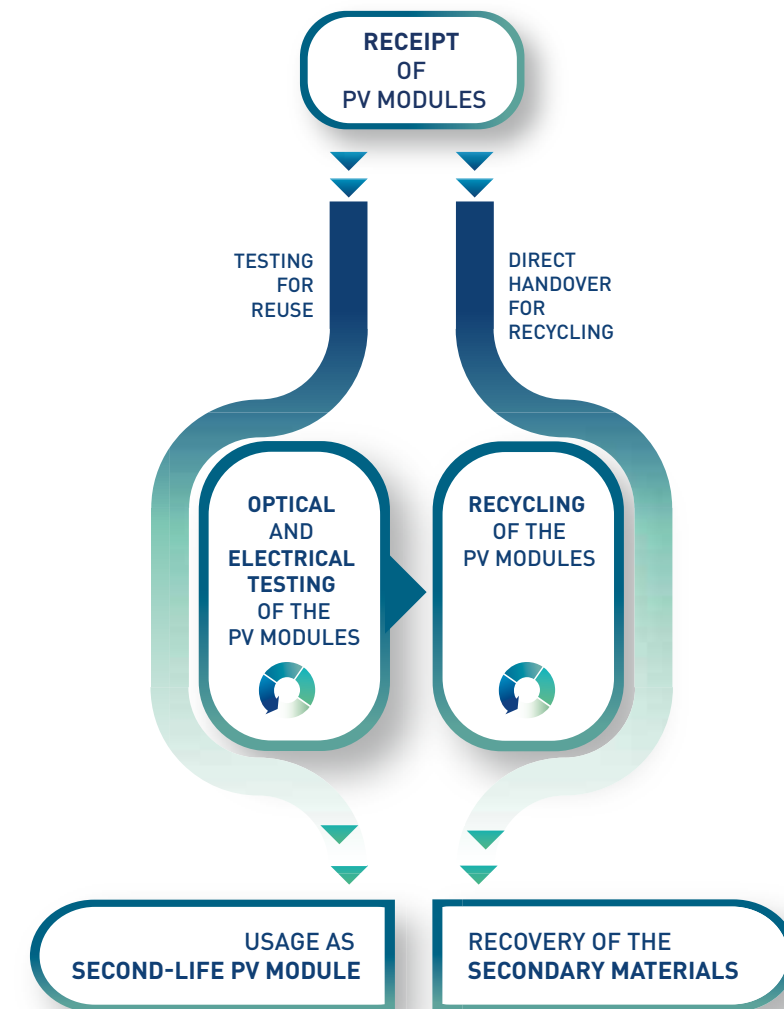 RECEIPT
OF
PV MODULES
TESTING
FOR
REUSE
DIRECT
HANDOVER
FOR
RECYCLING
OPTICAL
AND
ELECTRICAL
TESTING
OF THE
PV MODULES
RECYCLING
OF THE
PV MODULES
USAGE AS
SECOND-LIFE PV MODULE
RECOVERY OF THE
SECONDARY MATERIALS